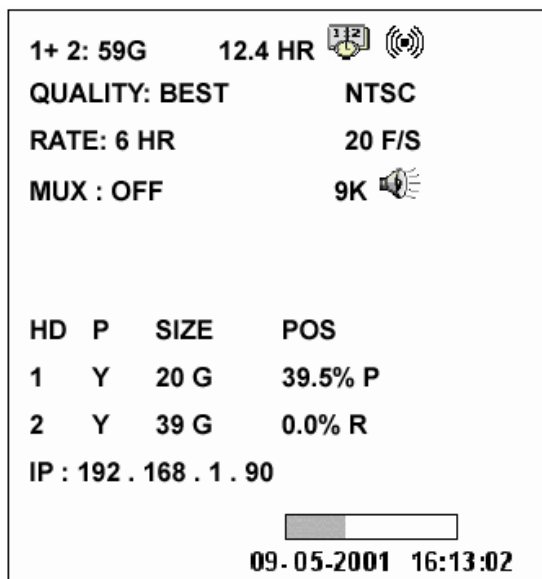 1+ 2: 59G 12.4 HR
QUALITY: BEST NTSC
RATE: 6 HR 20 F/S
MUX : OFF 9K
HD P SIZE POS
1 Y 20 G 39.5% P
2 Y 39 G 0.0% R
IP : 192 . 168 . 1 . 90
09-05-2001 16:13:02